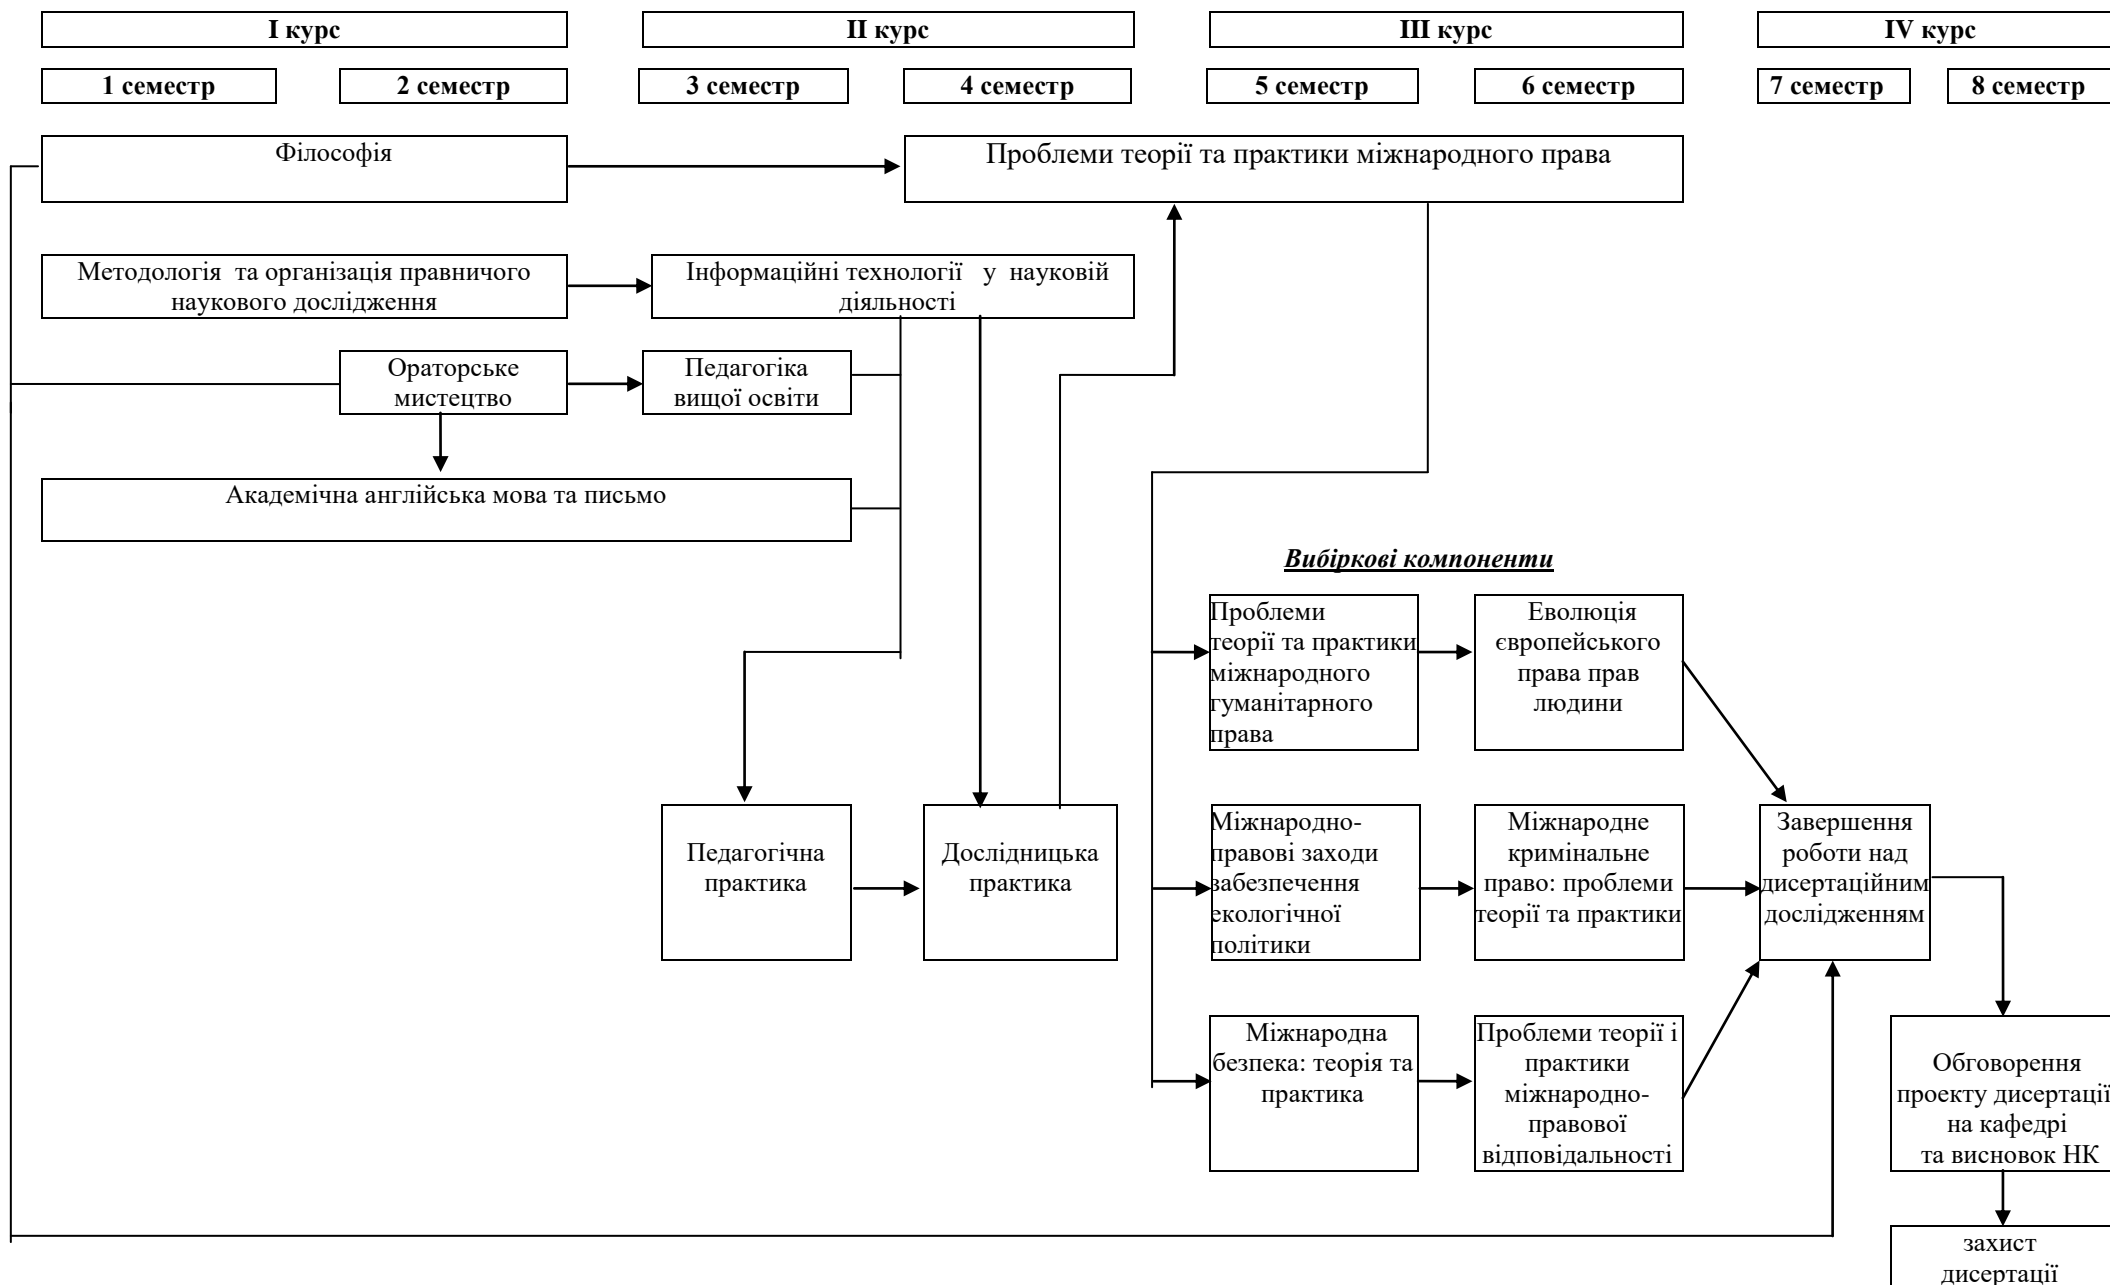 I курс
II курс
III курс
IV курс
1 семестр
2 семестр
3 семестр
4 семестр
5 семестр
6 семестр
7 семестр
8 семестр
Філософія
Проблеми теорії та практики міжнародного права
Методологія та організація правничого
наукового дослідження
Інформаційні технології у науковій
діяльності
Ораторське
мистецтво
Педагогіка
вищої освіти
Академічна англійська мова та письмо
Вибіркові компоненти
Проблеми
теорії та практики
міжнародного
гуманітарного
права
Еволюція
європейського
права прав
людини
Педагогічна
практика
Дослідницька
практика
Міжнародно-
правові заходи
забезпечення
екологічної
політики
Міжнародне
кримінальне
право: проблеми
теорії та практики
Завершення
роботи над
дисертаційним
дослідженням
Міжнародна
безпека: теорія та
практика
Проблеми теорії і
практики
міжнародно-
правової
відповідальності
Обговорення
проекту дисертації
на кафедрі
та висновок НК
захист
дисертації